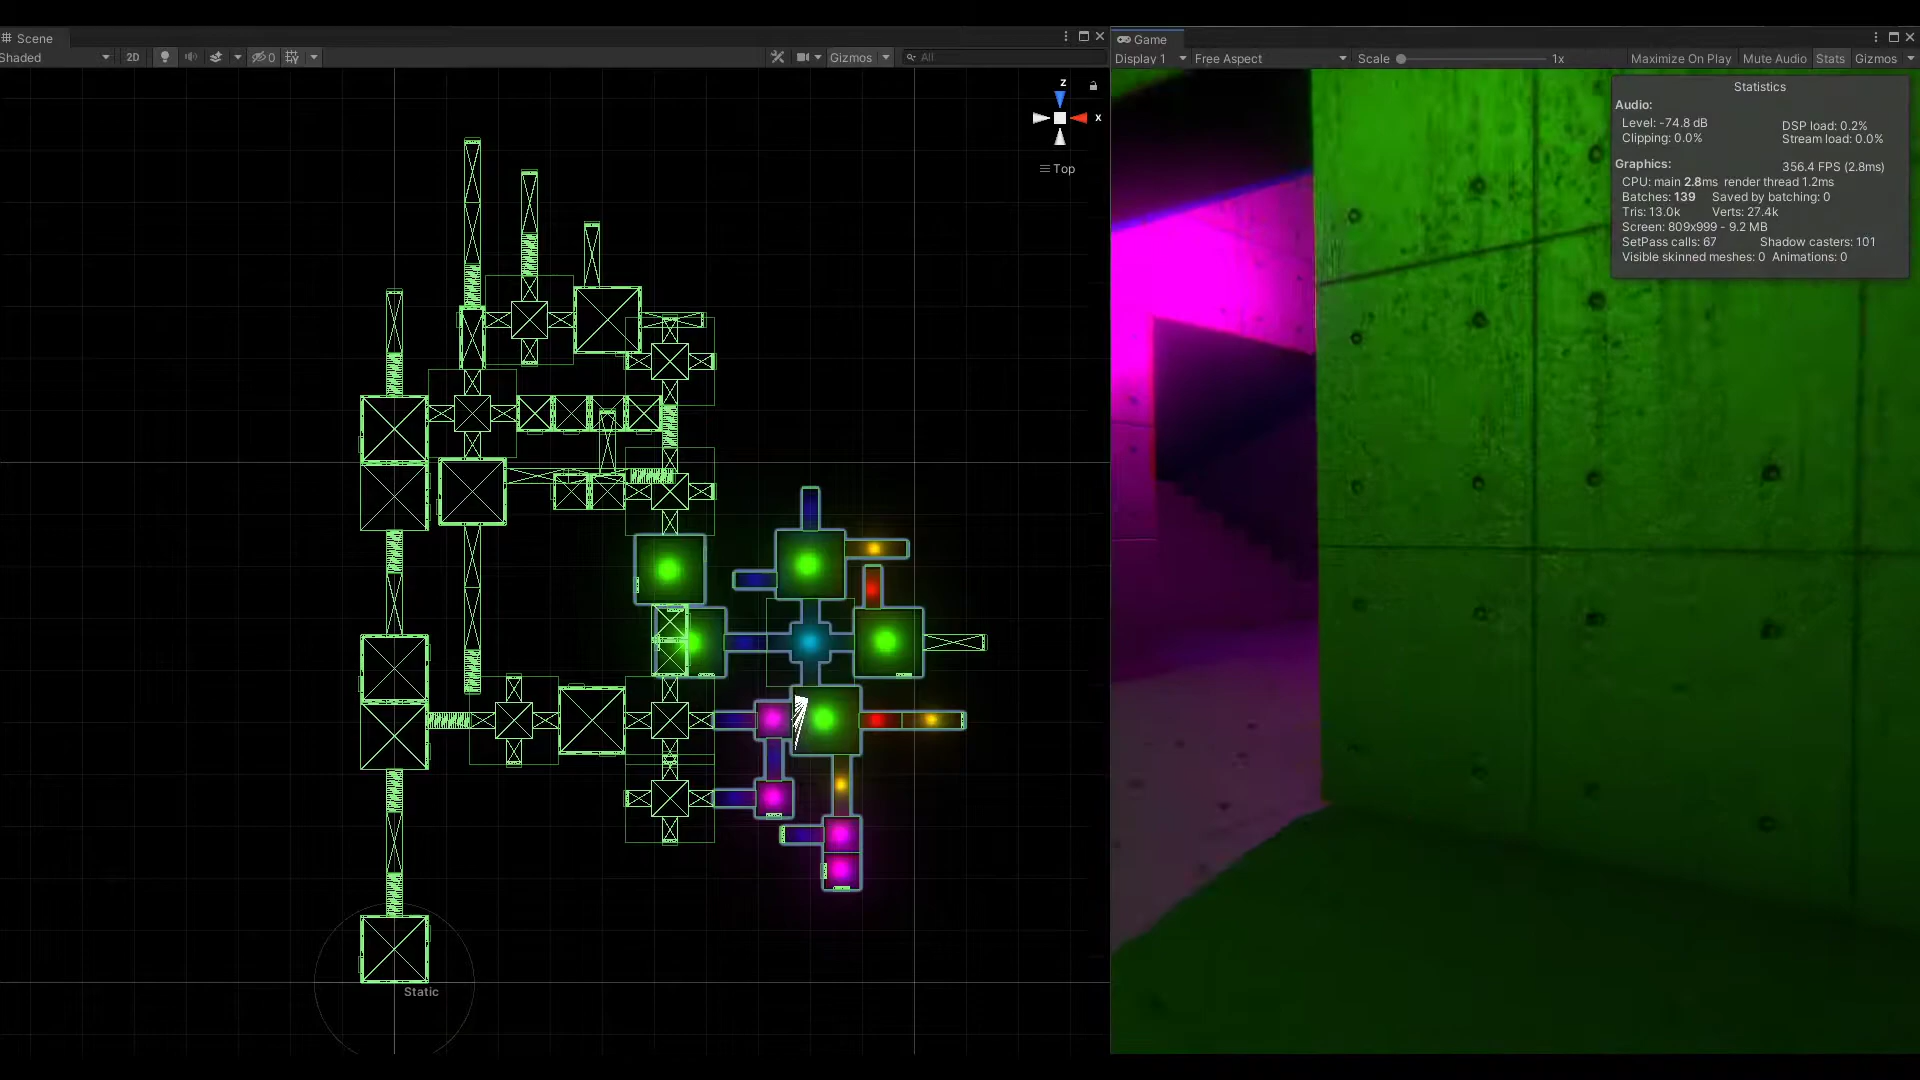 Scene
Shaded 2D 0 Gizmos All
z
x
Top
Static
Game
Display 1 Free Aspect Scale 1x Maximize On Play Mute Audio Stats Gizmos
Statistics
Audio:
Level: -74.8 dB DSP load: 0.2%
Clipping: 0.0% Stream load: 0.0%
Graphics: 356.4 FPS (2.8ms)
CPU: main 2.8ms render thread 1.2ms
Batches: 139 Saved by batching: 0
Tris: 13.0k Verts: 27.4k
Screen: 809x999 - 9.2 MB
SetPass calls: 67 Shadow casters: 101
Visible skinned meshes: 0 Animations: 0